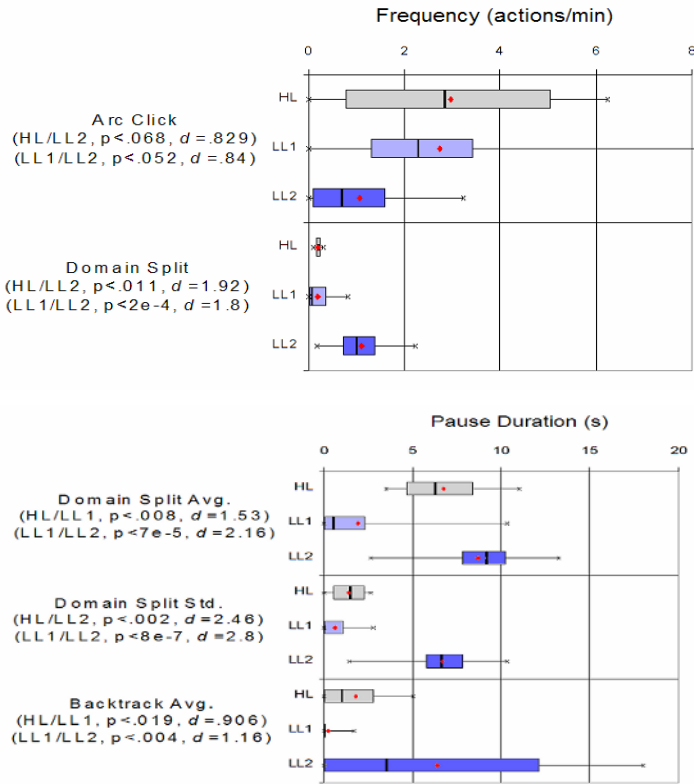 Frequency (actions/min)
0 2 4 6 8
HL
Arc Click
(HL/LL2, p<.068, d=.829)
(LL1/LL2, p<.052, d=.84)
LL1
LL2
HL
Domain Split
(HL/LL2, p<.011, d=1.92)
(LL1/LL2, p<2e-4, d=1.8)
LL1
LL2
Pause Duration (s)
0 5 10 15 20
HL
Domain Split Avg.
(HL/LL1, p<.008, d=1.53)
(LL1/LL2, p<7e-5, d=2.16)
LL1
LL2
HL
Domain Split Std.
(HL/LL2, p<.002, d=2.46)
(LL1/LL2, p<8e-7, d=2.8)
LL1
LL2
HL
Backtrack Avg.
(HL/LL1, p<.019, d=.906)
(LL1/LL2, p<.004, d=1.16)
LL1
LL2